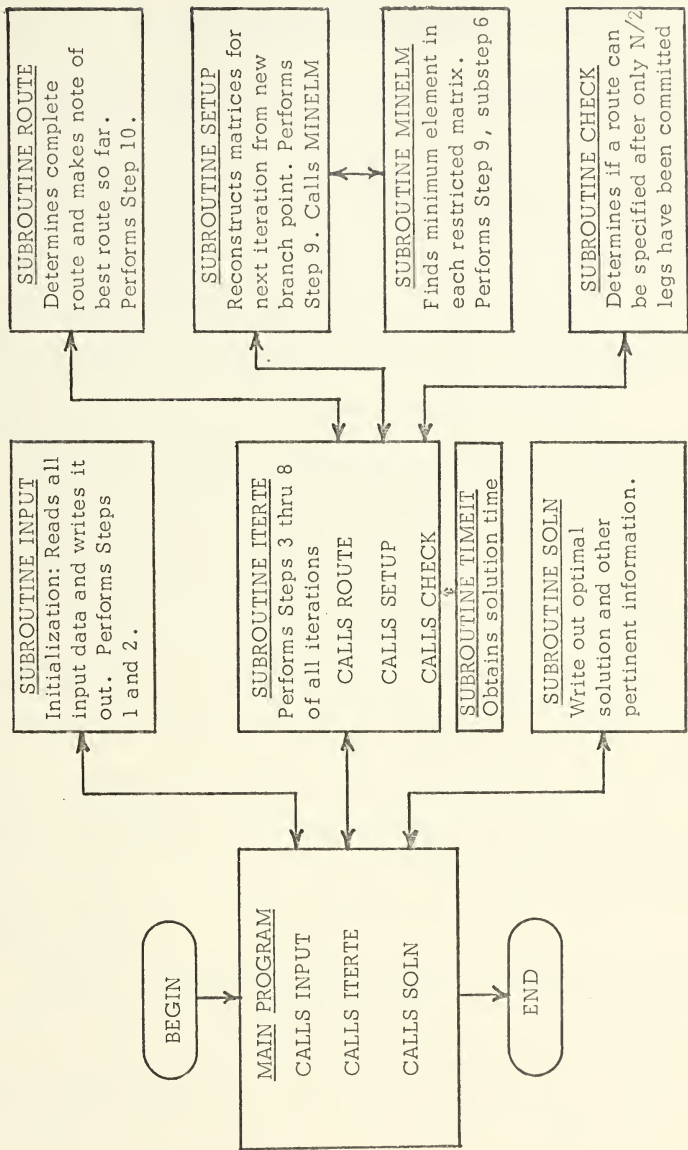 BEGIN
MAIN PROGRAM
CALLS INPUT
CALLS ITERTE
CALLS SOLN
END
SUBROUTINE INPUT
Initialization: Reads all
input data and writes it
out. Performs Steps
1 and 2.
SUBROUTINE ITERTE
Performs Steps 3 thru 8
of all iterations
CALLS ROUTE
CALLS SETUP
CALLS CHECK
SUBROUTINE TIMEIT
Obtains solution time
SUBROUTINE SOLN
Write out optimal
solution and other
pertinent information.
SUBROUTINE ROUTE
Determines complete
route and makes note of
best route so far.
Performs Step 10.
SUBROUTINE SETUP
Reconstructs matrices for
next iteration from new
branch point. Performs
Step 9. Calls MINELM
SUBROUTINE MINELM
Finds minimum element in
each restricted matrix.
Performs Step 9, substep 6
SUBROUTINE CHECK
Determines if a route can
be specified after only N/2
legs have been committed